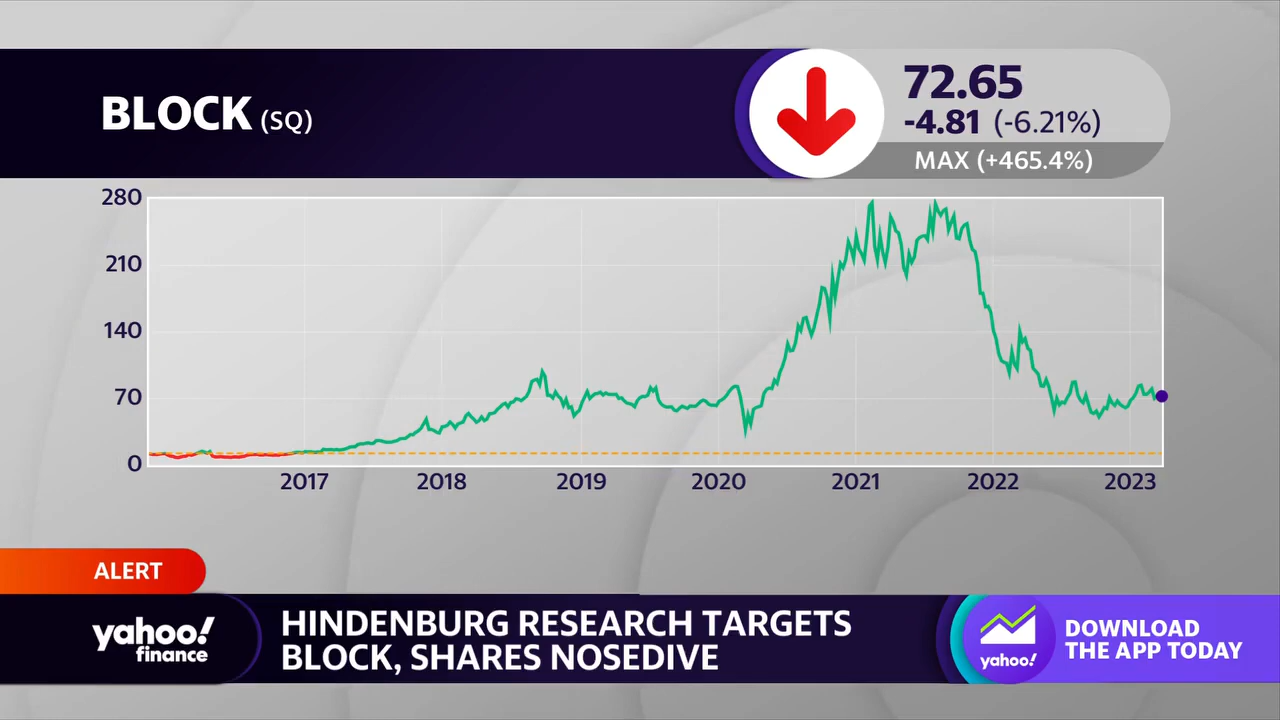 BLOCK (SQ)
72.65
-4.81 (-6.21%)
MAX (+465.4%)
280
210
140
70
0
2017 2018 2019 2020 2021 2022 2023
ALERT
yahoo!
finance
HINDENBURG RESEARCH TARGETS
BLOCK, SHARES NOSEDIVE
yahoo!
DOWNLOAD
THE APP TODAY